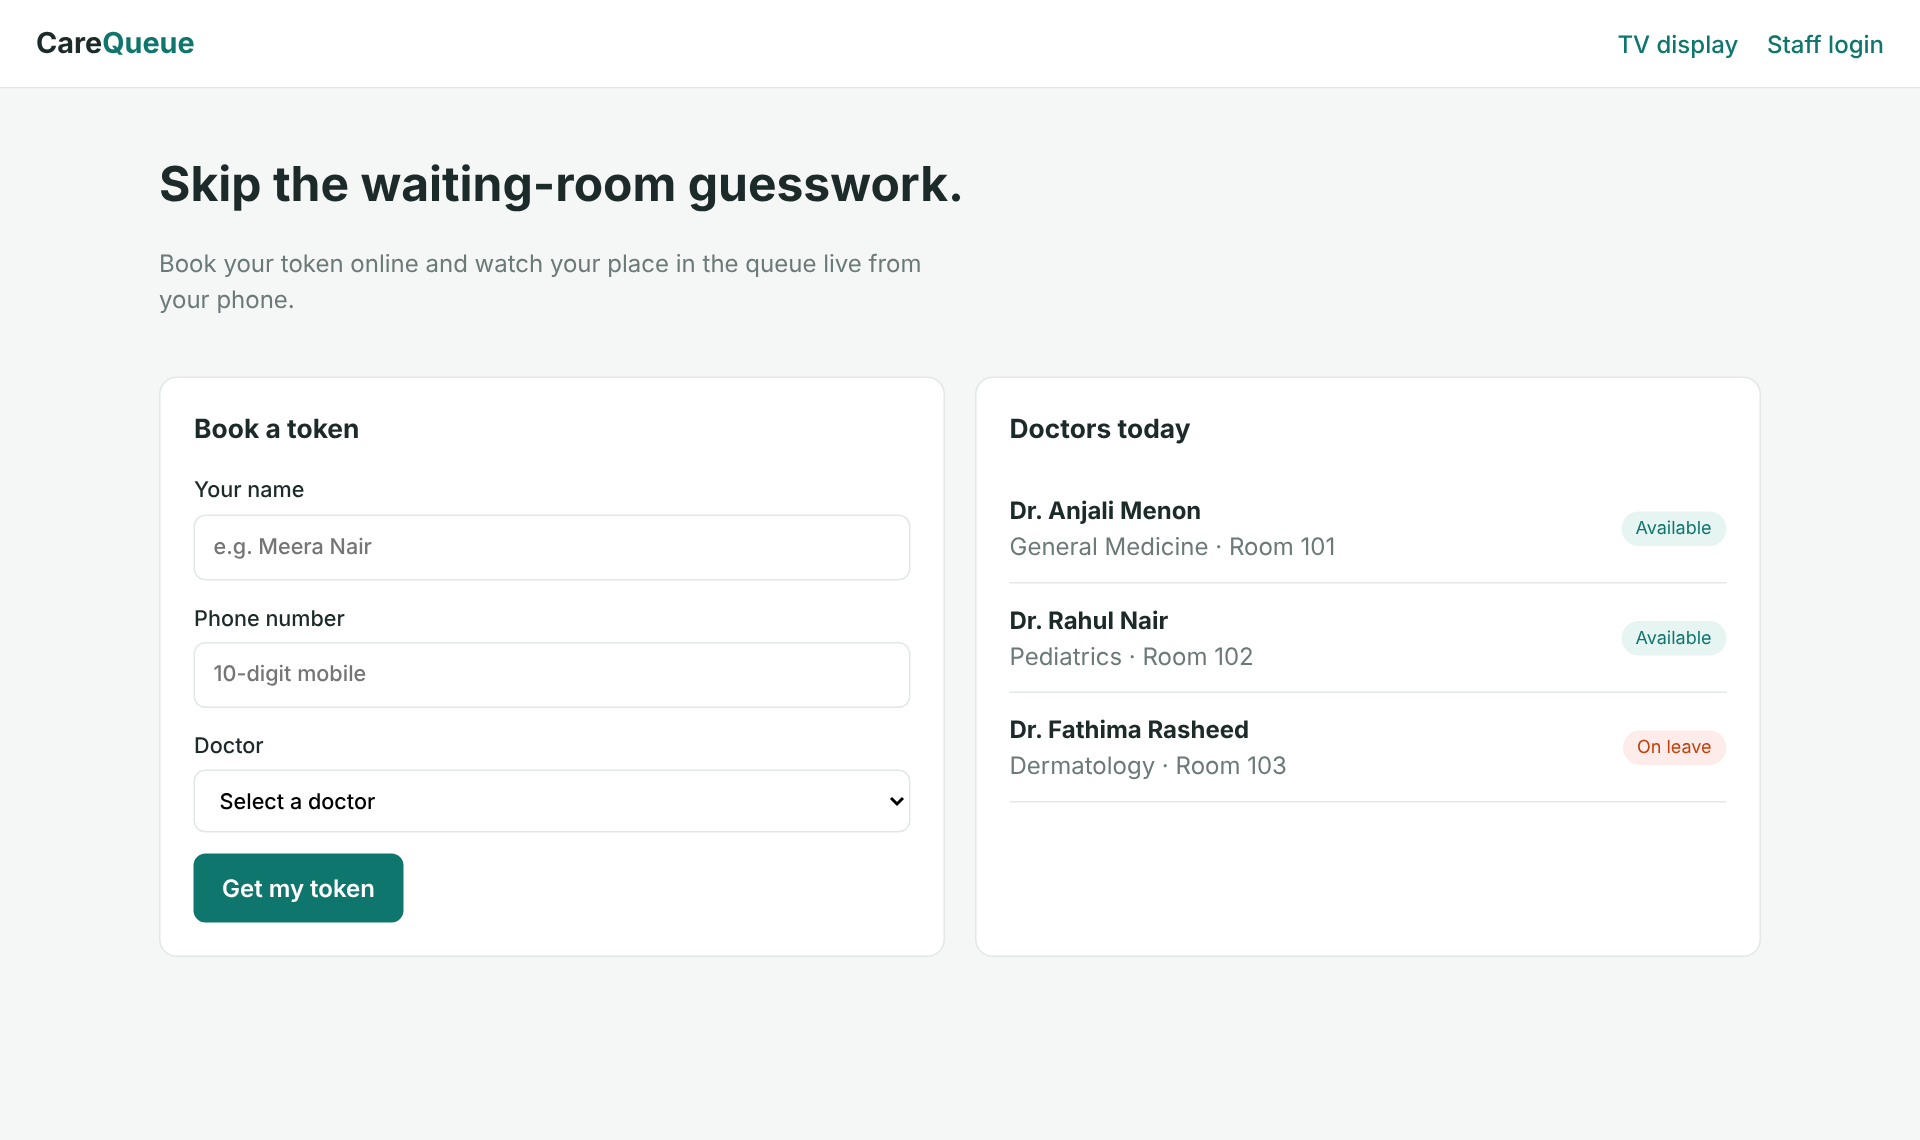 CareQueue
TV display
Staff login
Skip the waiting-room guesswork.
Book your token online and watch your place in the queue live from
your phone.
Book a token
Your name
e.g. Meera Nair
Phone number
10-digit mobile
Doctor
Select a doctor
Get my token
Doctors today
Dr. Anjali Menon
General Medicine · Room 101
Available
Dr. Rahul Nair
Pediatrics · Room 102
Available
Dr. Fathima Rasheed
Dermatology · Room 103
On leave